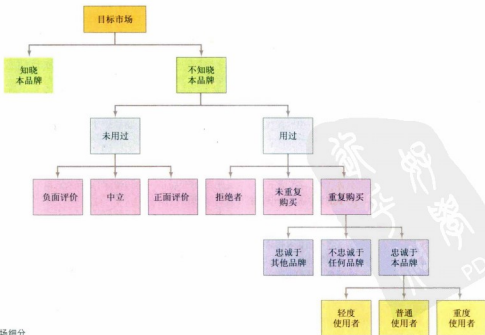 目标市场
知晓
本品牌
不知晓
本品牌
未用过
用过
负面评价
中立
正面评价
拒绝者
未重复
购买
重复购买
忠诚于
其他品牌
不忠诚于
任何品牌
忠诚于
本品牌
轻度
使用者
普通
使用者
重度
使用者
场细分
PD